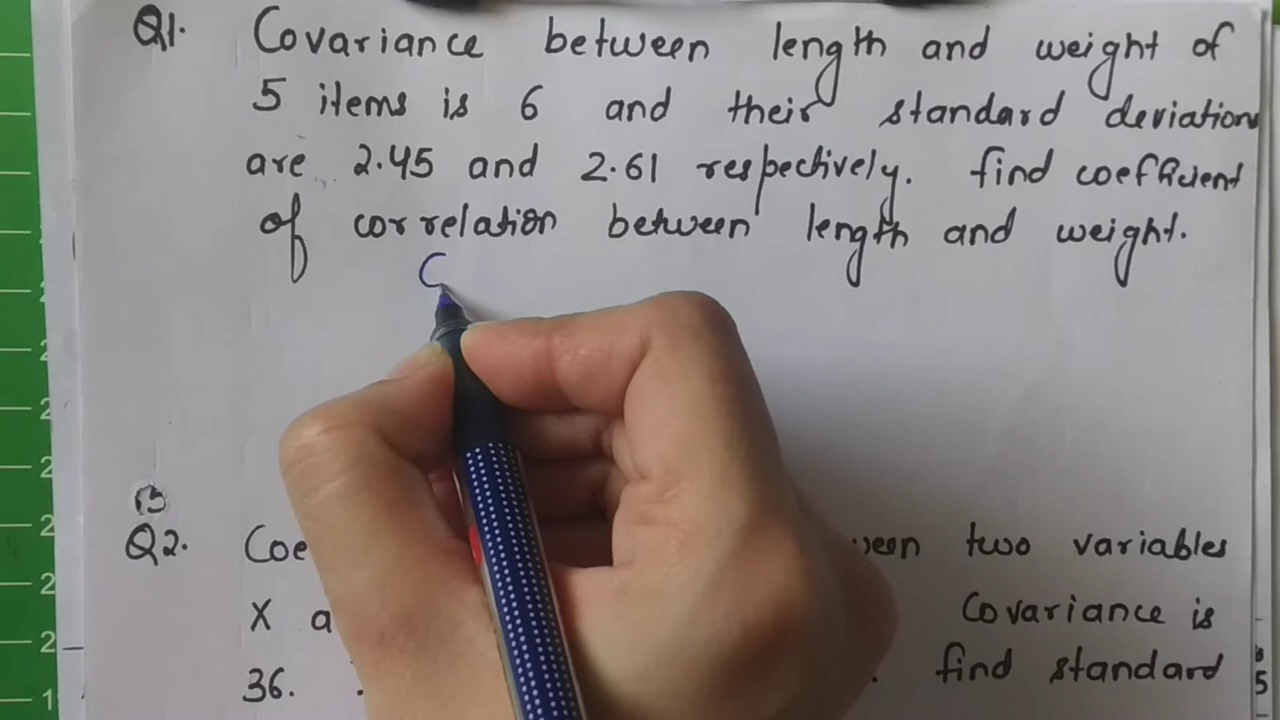 Q1. Covariance between length and weight of
5 items is 6 and their standard deviations
are 2.45 and 2.61 respectively. find coefficient
of correlation between length and weight.
C
Q2. two variables
X Covariance is
36. find standard